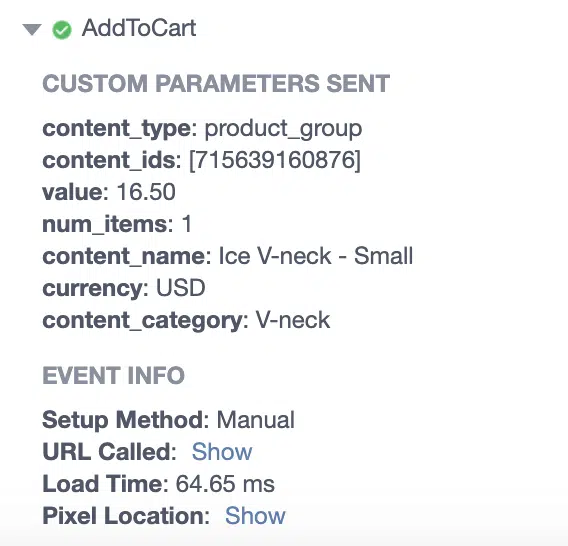 AddToCart
CUSTOM PARAMETERS SENT
content_type: product_group
content_ids: [715639160876]
value: 16.50
num_items: 1
content_name: Ice V-neck - Small
currency: USD
content_category: V-neck
EVENT INFO
Setup Method: Manual
URL Called: Show
Load Time: 64.65 ms
Pixel Location: Show